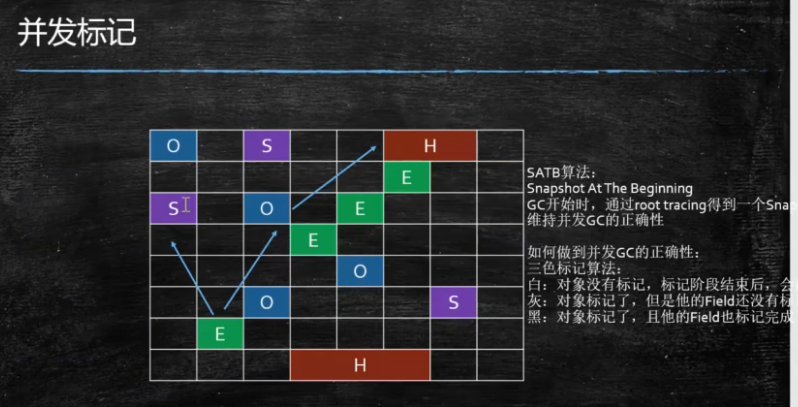 并发标记
O S H
E
S O E
E
O
O S
E
H
SATB算法：
Snapshot At The Beginning
GC开始时，通过root tracing得到一个Snap
维持并发GC的正确性
如何做到并发GC的正确性：
三色标记算法：
白：对象没有标记，标记阶段结束后，会
灰：对象标记了，但是他的Field还没有标
黑：对象标记了，且他的Field也标记完成